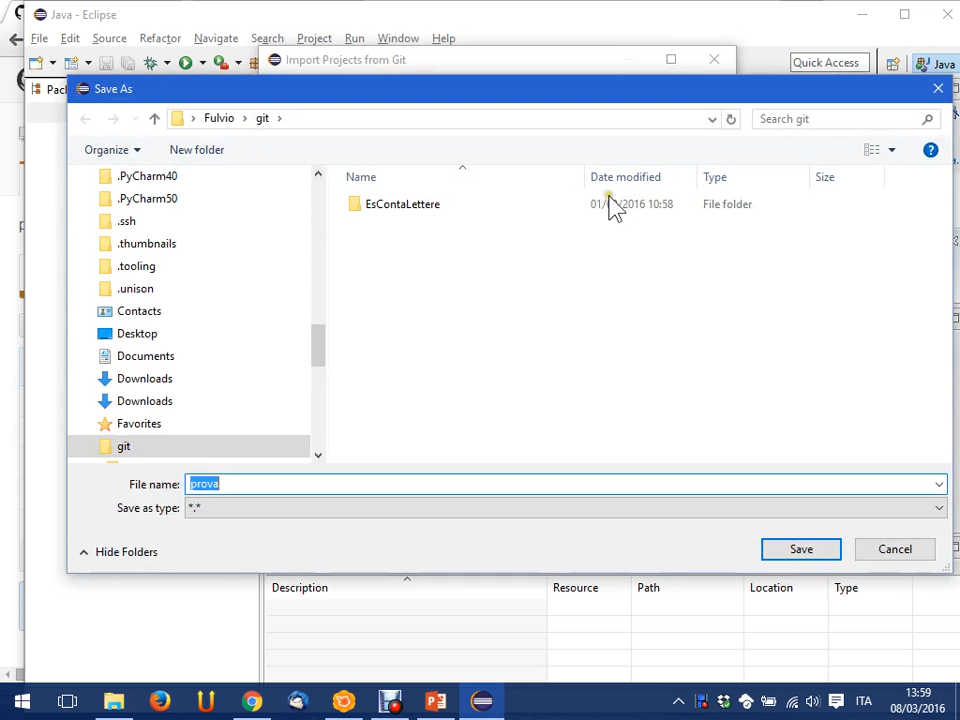 Java - Eclipse
File Edit Source Refactor Navigate Search Project Run Window Help
Import Projects from Git
Quick Access
Java
Save As
Fulvio git
Search git
Organize New folder
Name Date modified Type Size
EsContaLettere File folder
.PyCharm40
.PyCharm50
.ssh
.thumbnails
.tooling
.unison
Contacts
Desktop
Documents
Downloads
Downloads
Favorites
git
File name: prova
Save as type: *.*
Hide Folders
Save Cancel
Description Resource Path Location Type
ITA
13:59
08/03/2016